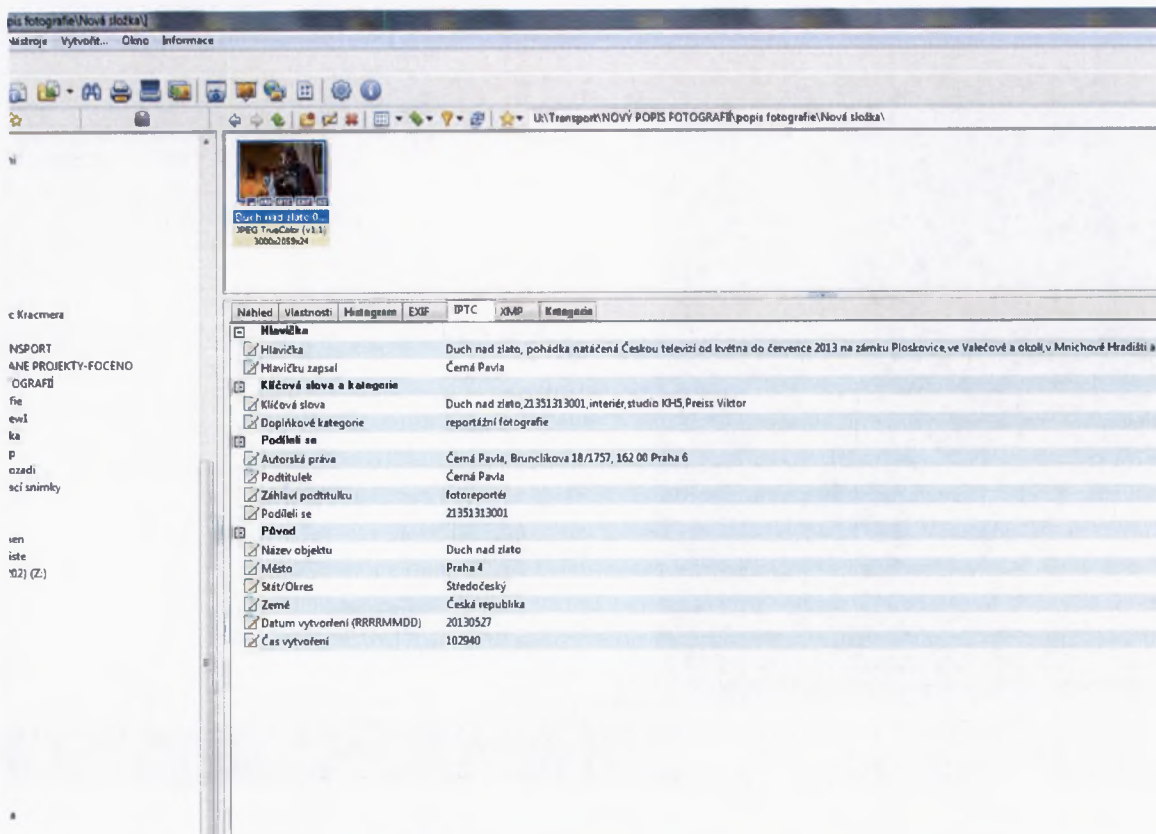 pis fotografie\Nová složka\]
Nástroje Vytvořit... Okno Informace
U:\Transport\NOVÝ POPIS FOTOGRAFIÍ\popis fotografie\Nová složka\
Duch nad zlato 0...
JPEG TrueColor (v1.1)
c Kracmera
NSPORT
ANE PROJEKTY-FOCENO
OGRAFIÍ
fie
ewI
ka
p
ozadi
scí snimky
sen
iste
'02) (Z:)
Náhled Vlastnosti Histogram EXIF IPTC XMP Kategorie
Hlavička
Hlavička Duch nad zlato, pohádka natáčená Českou televizí od května do července 2013 na zámku Ploskovice,ve Valečové a okolí,v Mnichově Hradišti a
Hlavičku zapsal Černá Pavla
Klíčová slova a kategorie
Klíčová slova Duch nad zlato,21351313001,interiér,studio KH5,Preiss Viktor
Doplňkové kategorie reportážní fotografie
Podíleli se
Autorská práva Černá Pavla, Brunclíkova 18/1757, 162 00 Praha 6
Podtitulek Černá Pavla
Záhlaví podtitulku fotoreportér
Podíleli se 21351313001
Původ
Název objektu Duch nad zlato
Město Praha 4
Stát/Okres Středočeský
Země Česká republika
Datum vytvoření (RRRRMMDD) 20130527
Čas vytvoření 102940